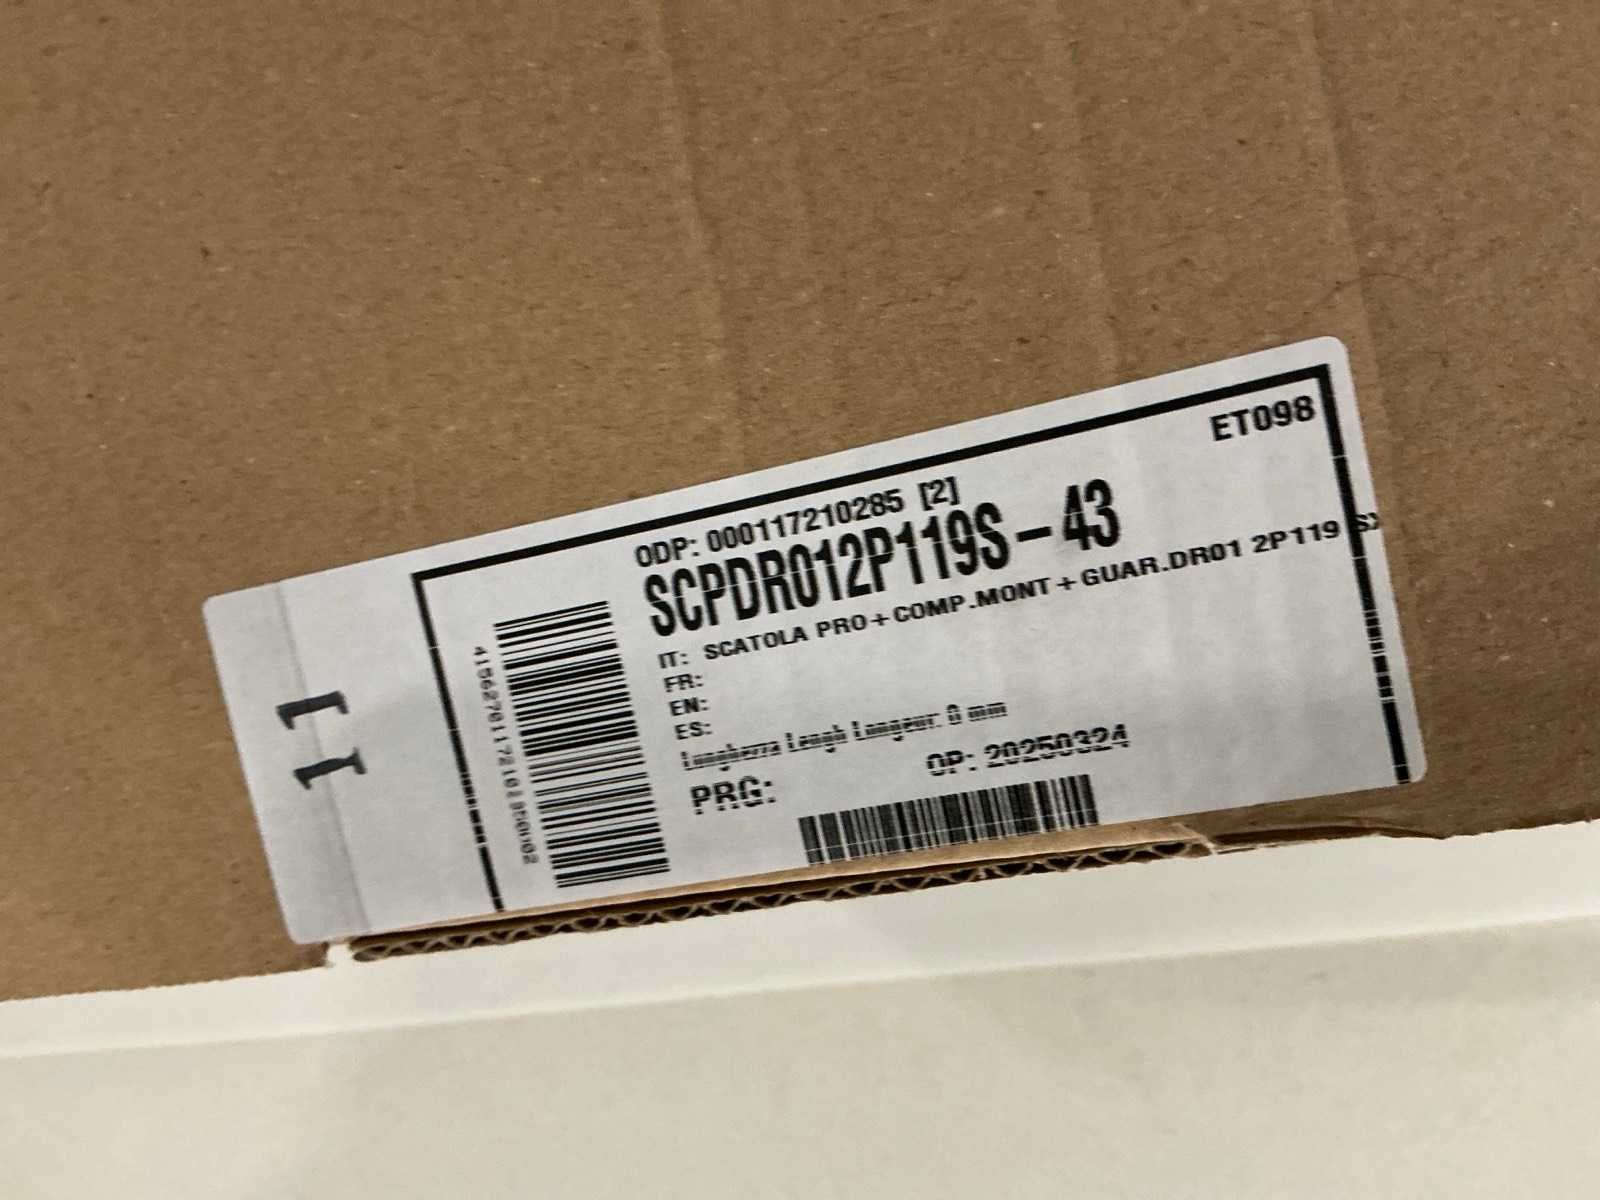 ET098
ODP: 000117210285 [2]
SCPDR012P119S-43
IT: SCATOLA PRO+COMP.MONT+GUAR.DR01 2P119 SX
FR:
EN:
ES:
Lunghezza Lengh Longeur: 0 mm
PRG:
OP: 20250324
11